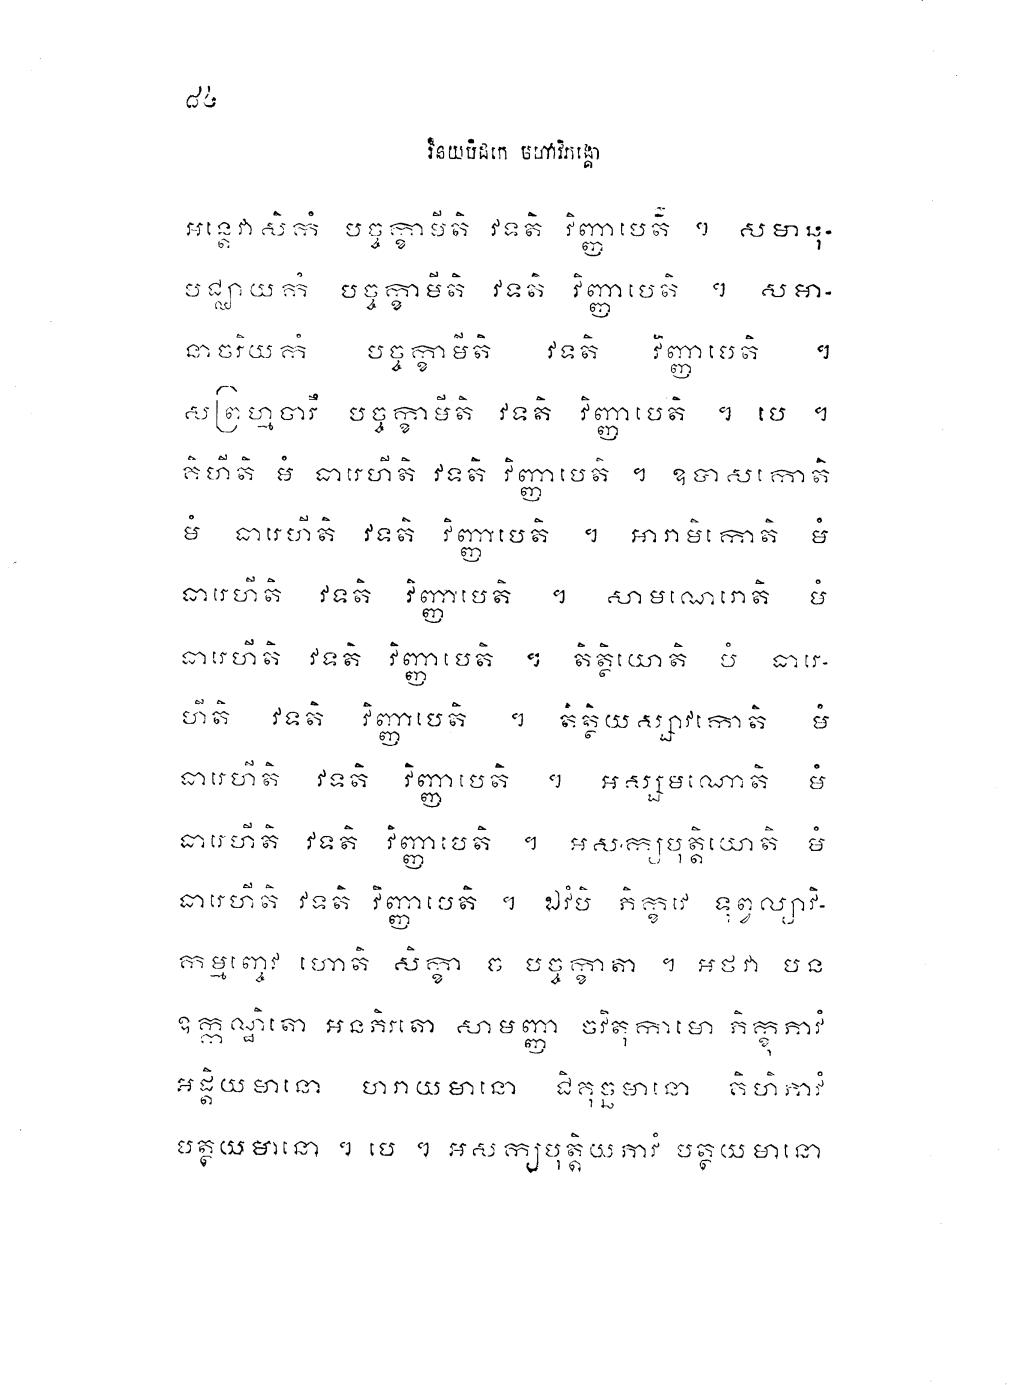 ៨៤
វិនយបិដកេ មហាវិភង្គោ
អន្តេវាសិកំ បច្ចក្ខាមីតិ វទតិ វិញ្ញាបេតិ ។ សមានុ-
បជ្ឈាយកំ បច្ចក្ខាមីតិ វទតិ វិញ្ញាបេតិ ។ សមា-
នាចរិយកំ បច្ចក្ខាមីតិ វទតិ វិញ្ញាបេតិ ។
សព្រហ្មចារឹ បច្ចក្ខាមីតិ វទតិ វិញ្ញាបេតិ ។ បេ ។
គិហីតិ មំ ធារេហីតិ វទតិ វិញ្ញាបេតិ ។ ឧបាសកោតិ
មំ ធារេហីតិ វទតិ វិញ្ញាបេតិ ។ អារាមិកោតិ មំ
ធារេហីតិ វទតិ វិញ្ញាបេតិ ។ សាមណេរោតិ មំ
ធារេហីតិ វទតិ វិញ្ញាបេតិ ។ តិត្ថិយោតិ មំ ធារេ-
ហីតិ វទតិ វិញ្ញាបេតិ ។ តិត្ថិយស្សាវកោតិ មំ
ធារេហីតិ វទតិ វិញ្ញាបេតិ ។ អស្សមណោតិ មំ
ធារេហីតិ វទតិ វិញ្ញាបេតិ ។ អសក្យបុត្តិយោតិ មំ
ធារេហីតិ វទតិ វិញ្ញាបេតិ ។ ឯវំបិ ភិក្ខវេ ទុព្វល្យាវិ-
កម្មញ្ចេវ ហោតិ សិក្ខា ច បច្ចក្ខាតា ។ អថវា បន
ឧក្កណ្ឋិតោ អនភិរតោ សាមញ្ញា ចវិតុកាមោ ភិក្ខុភាវំ
អដ្តិយមានោ ហរាយមានោ ជិគុច្ឆមានោ គិហិភាវំ
បត្ថយមានោ ។ បេ ។ អសក្យបុត្តិយភាវំ បត្ថយមានោ